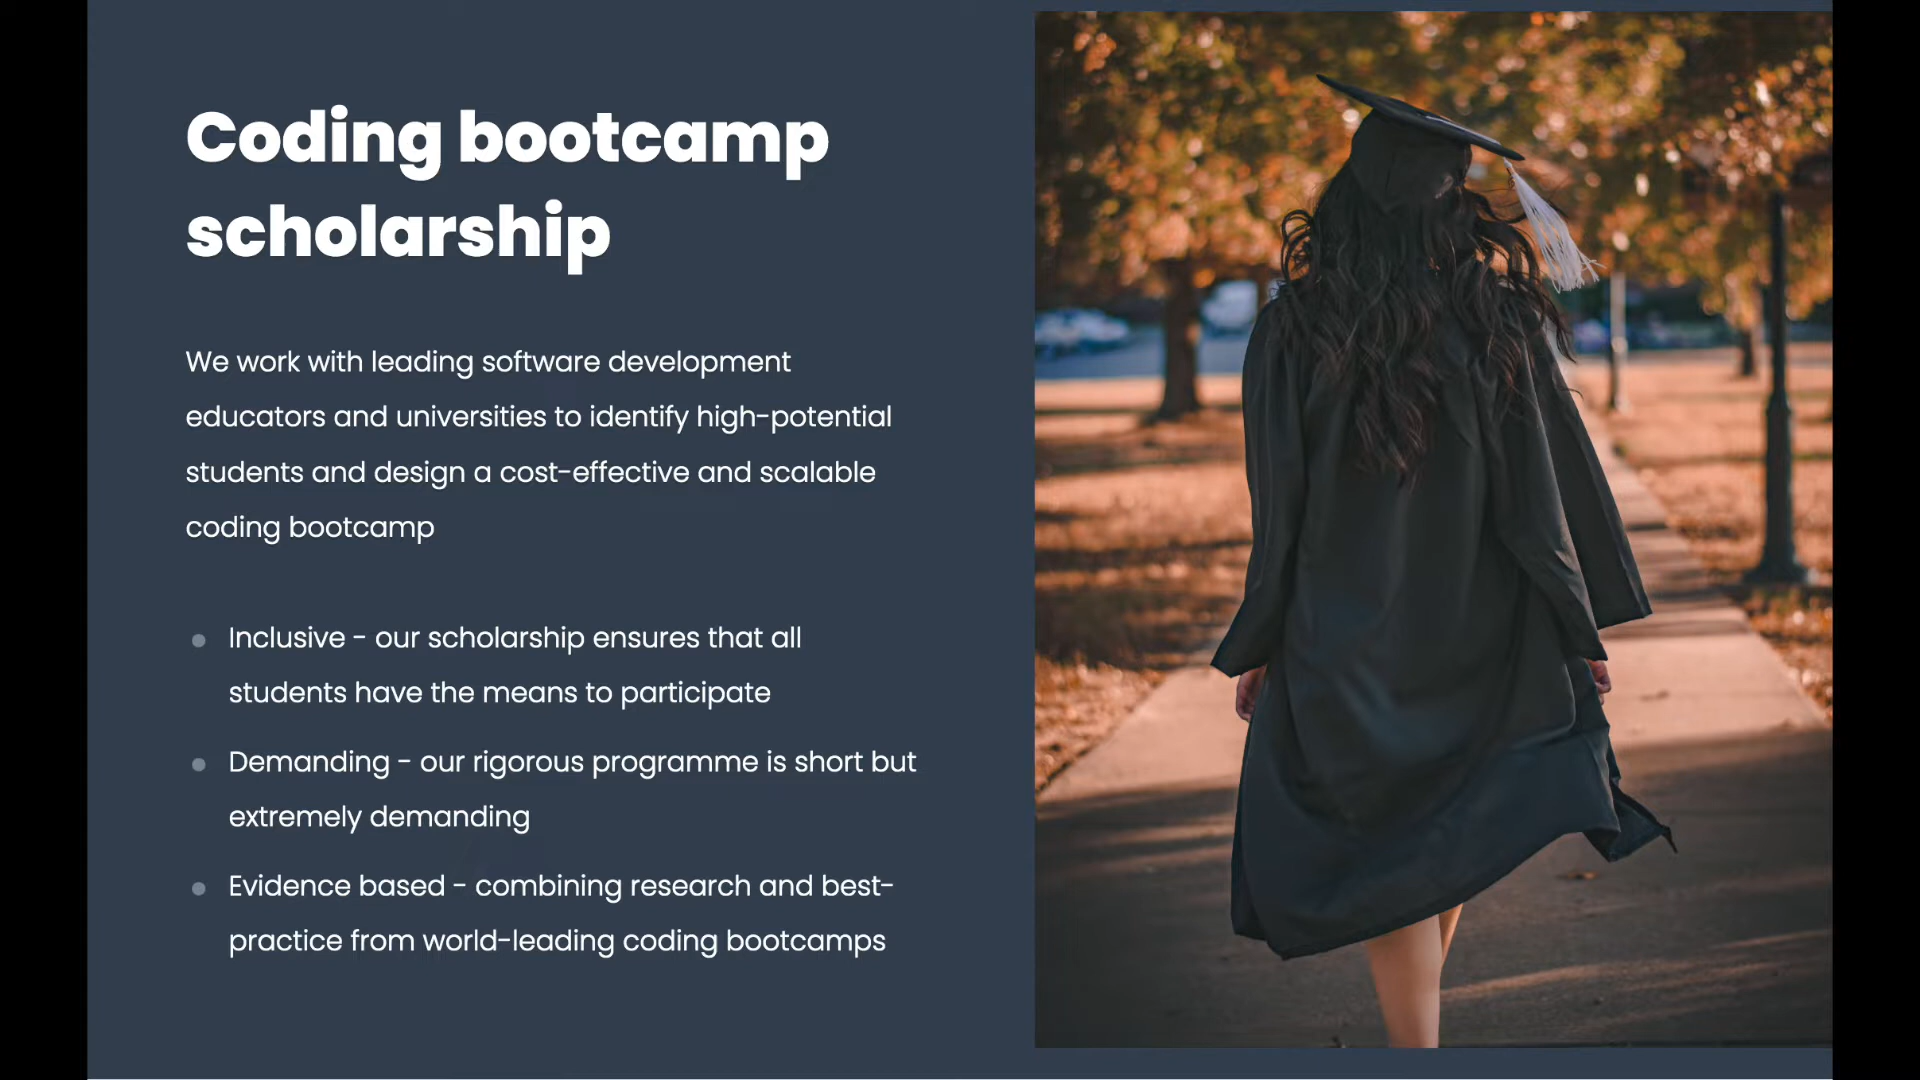 Coding bootcamp
scholarship
We work with leading software development
educators and universities to identify high-potential
students and design a cost-effective and scalable
coding bootcamp
Inclusive - our scholarship ensures that all
students have the means to participate
Demanding - our rigorous programme is short but
extremely demanding
Evidence based - combining research and best-
practice from world-leading coding bootcamps